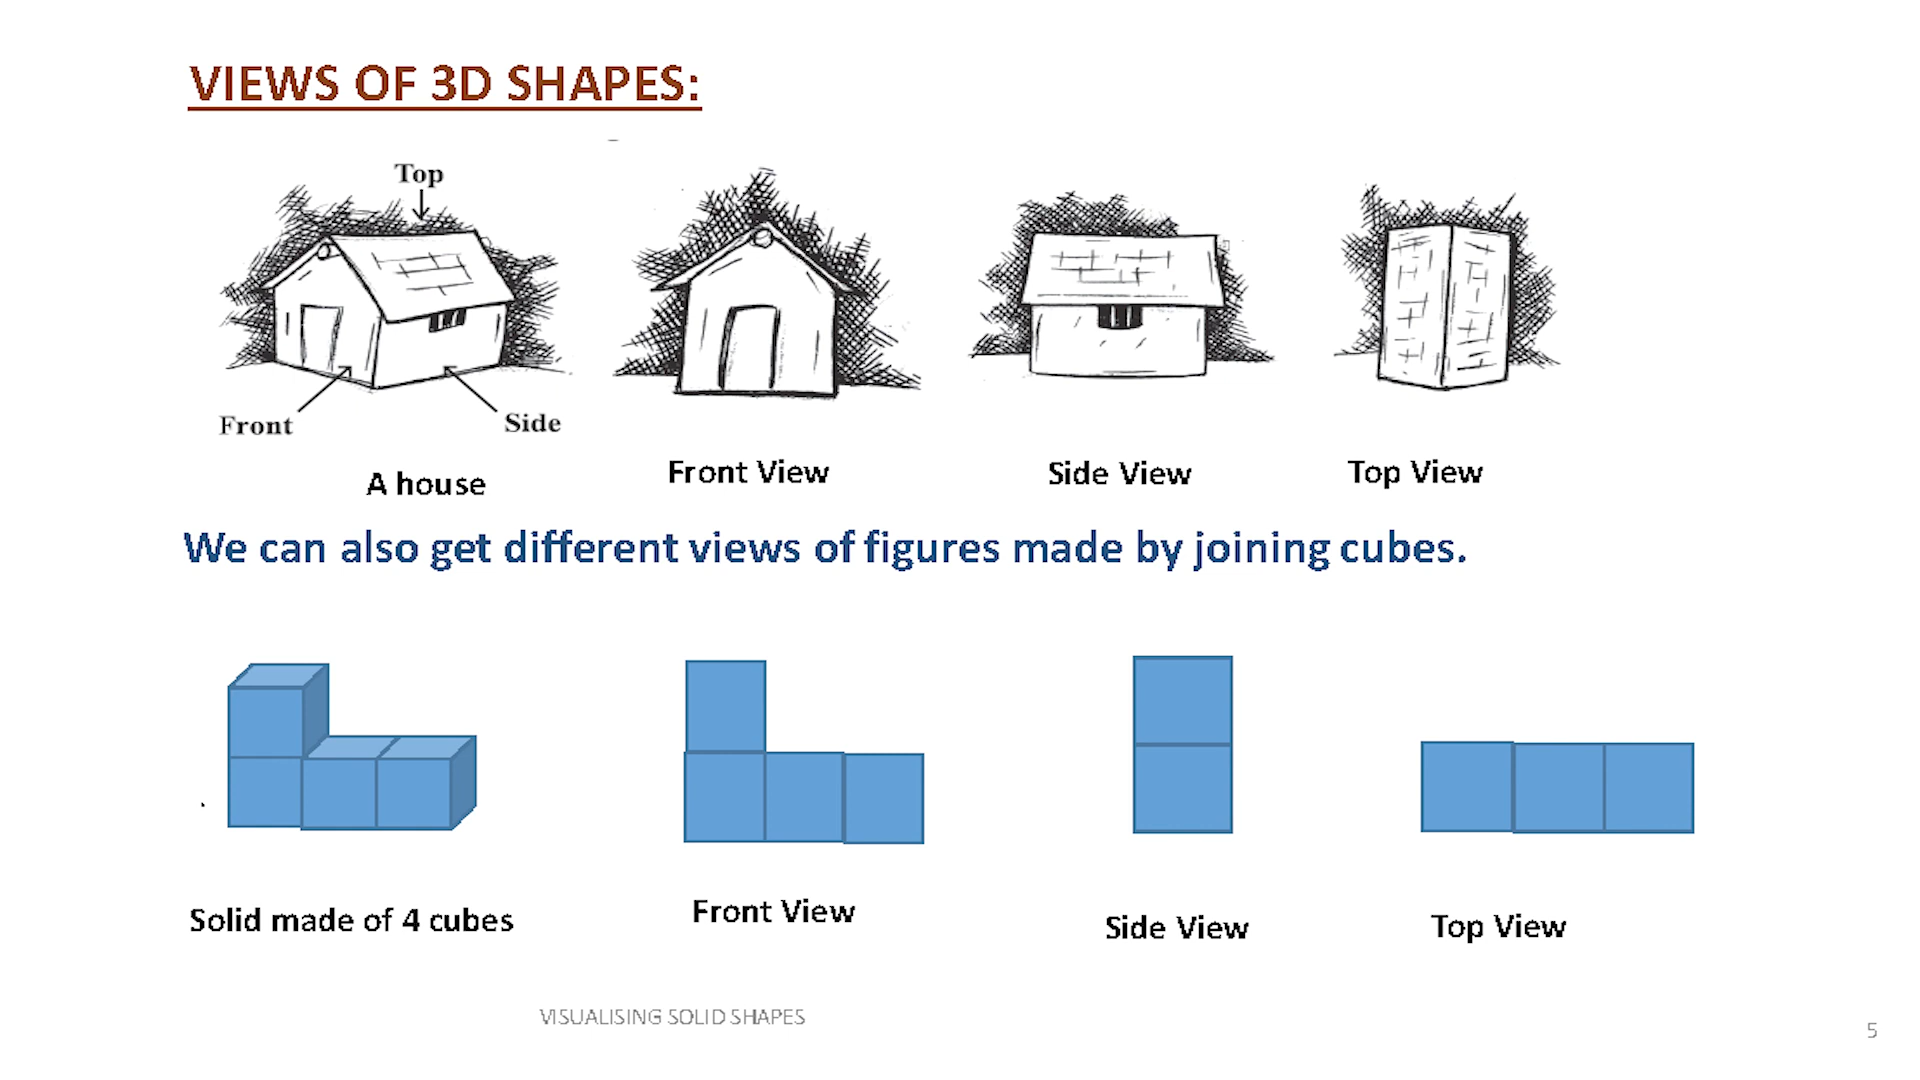 VIEWS OF 3D SHAPES:
Top
Front
Side
A house
Front View
Side View
Top View
We can also get different views of figures made by joining cubes.
Solid made of 4 cubes
Front View
Side View
Top View
VISUALISING SOLID SHAPES
5